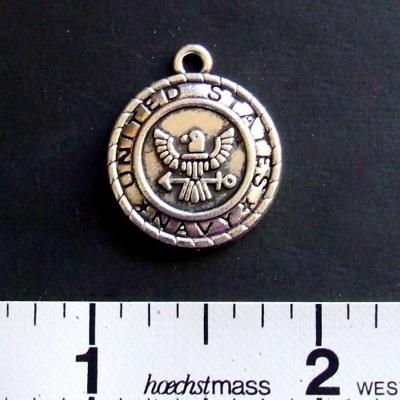 UNITED STATES
NAVY
1 2
hoechstmass WES